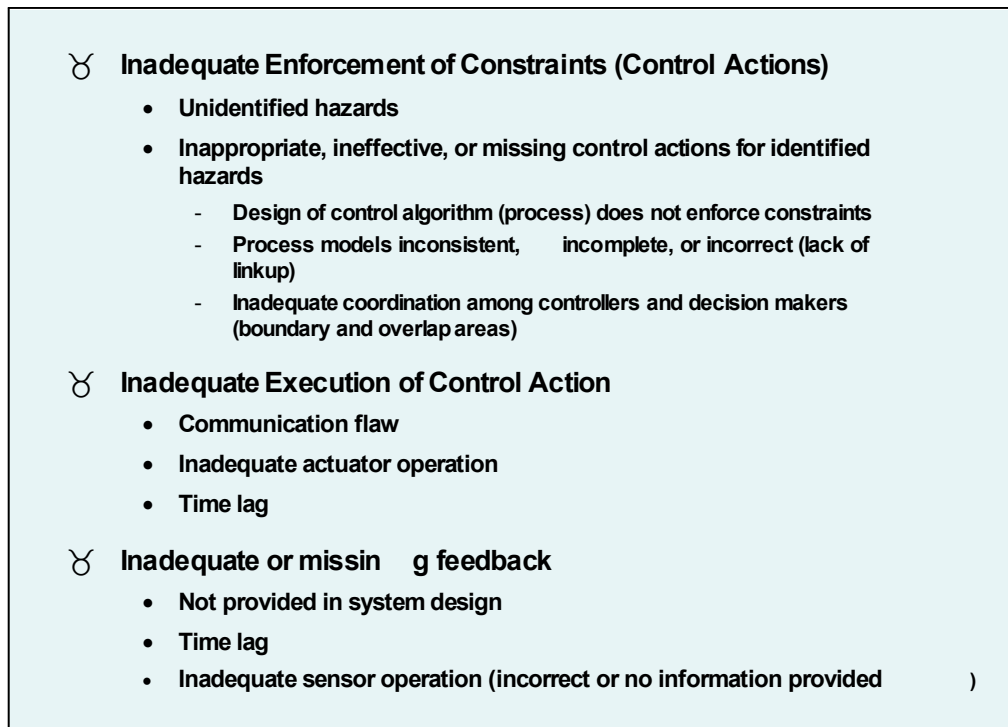 ♉ Inadequate Enforcement of Constraints (Control Actions)
• Unidentified hazards
• Inappropriate, ineffective, or missing control actions for identified
hazards
- Design of control algorithm (process) does not enforce constraints
- Process models inconsistent, incomplete, or incorrect (lack of
linkup)
- Inadequate coordination among controllers and decision makers
(boundary and overlap areas)
♉ Inadequate Execution of Control Action
• Communication flaw
• Inadequate actuator operation
• Time lag
♉ Inadequate or missin g feedback
• Not provided in system design
• Time lag
• Inadequate sensor operation (incorrect or no information provided )